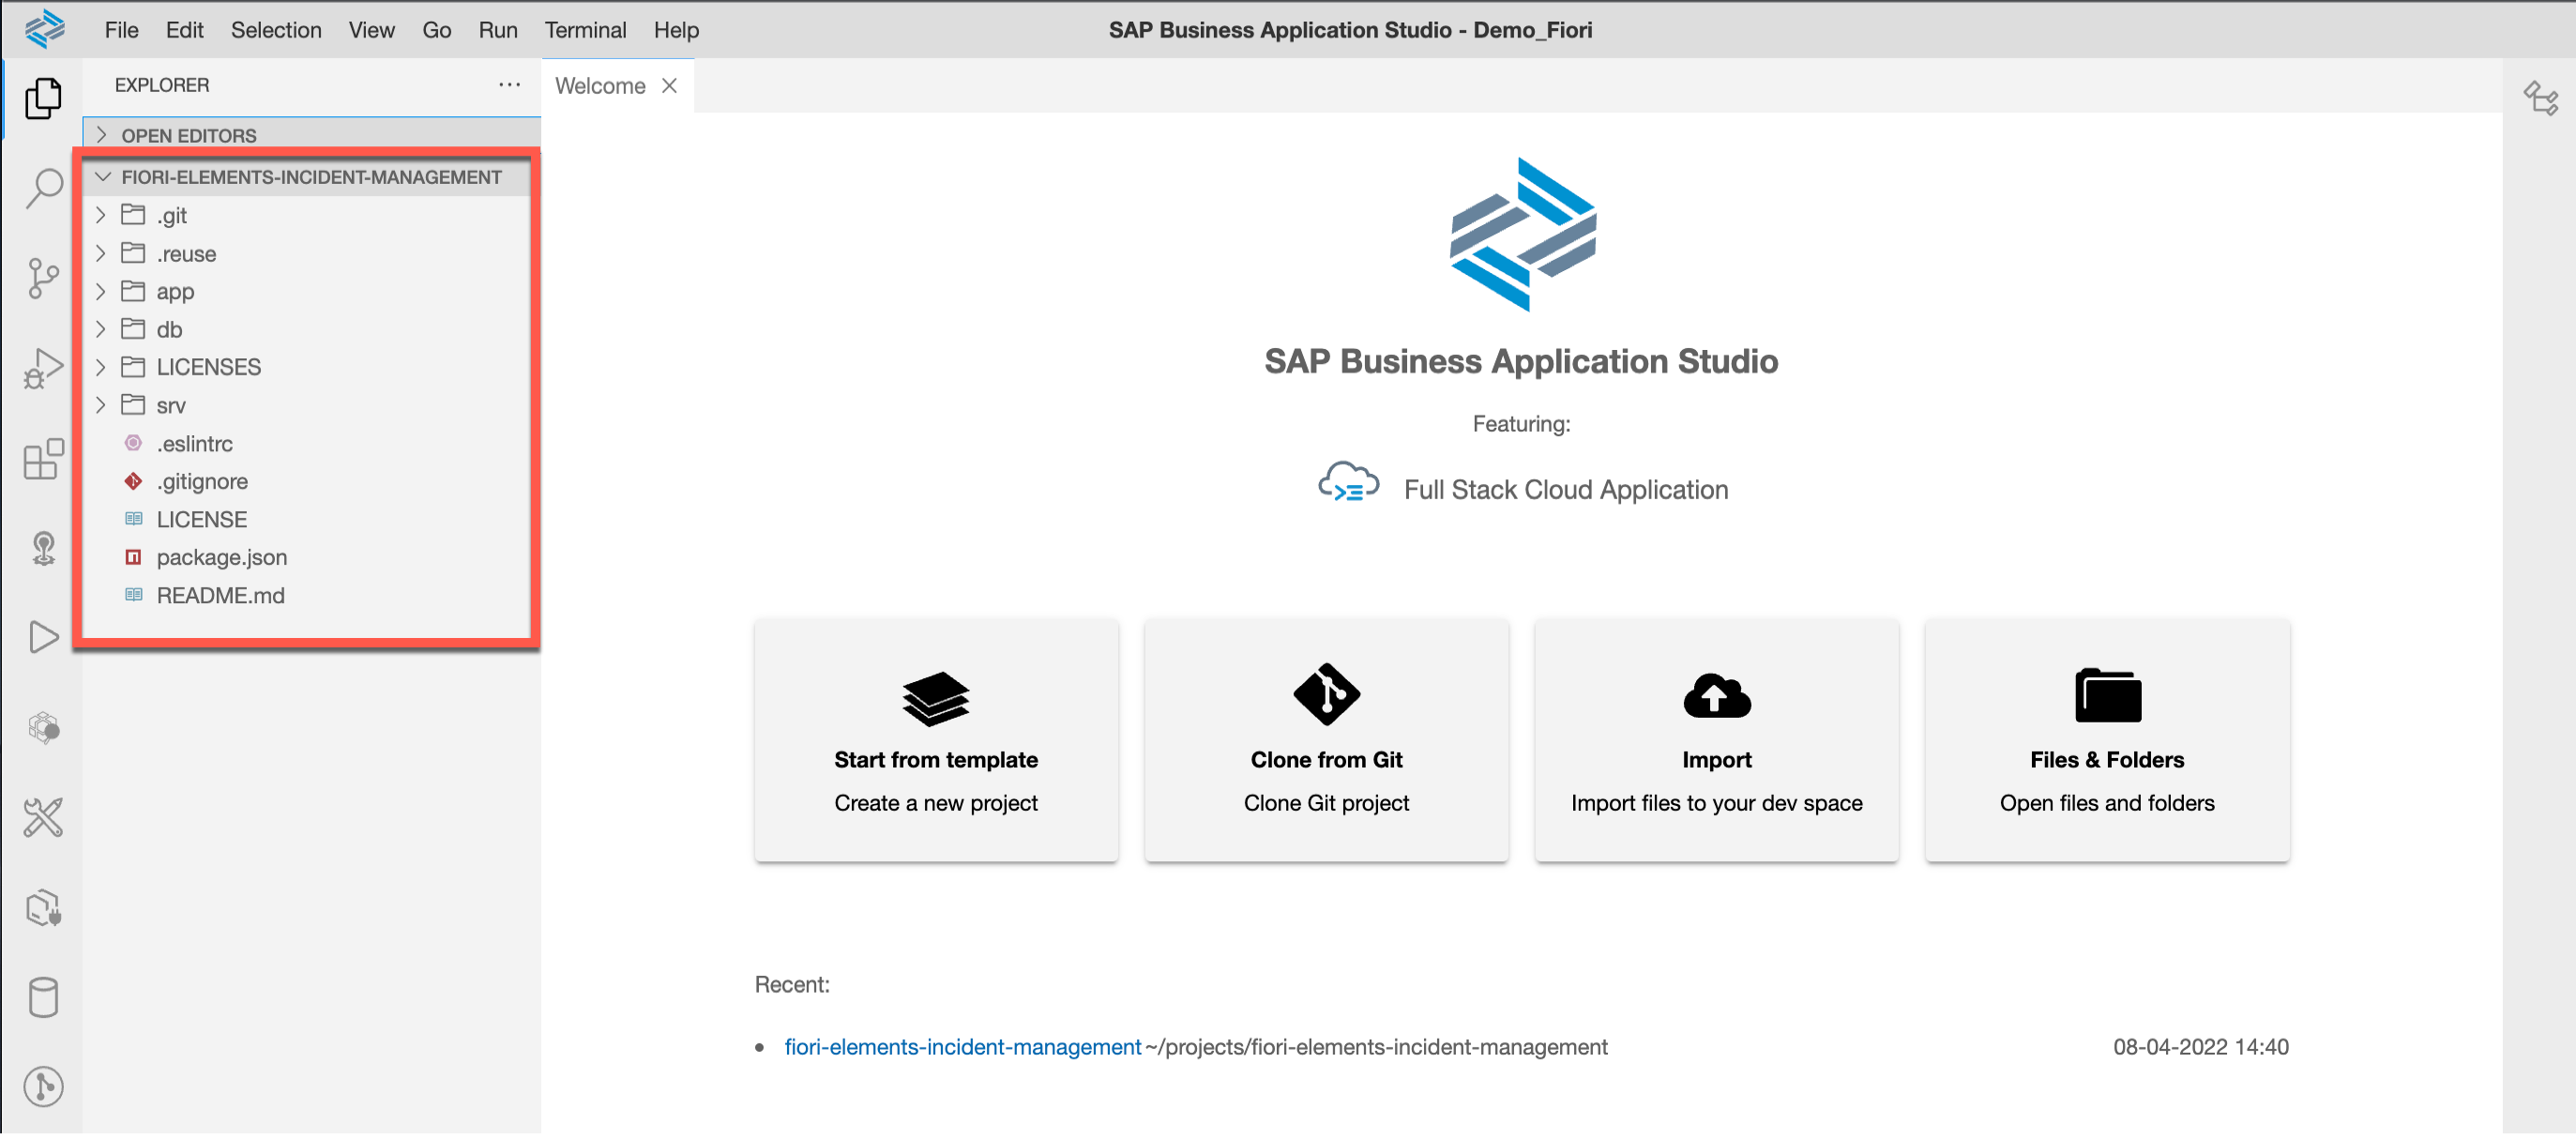 File Edit Selection View Go Run Terminal Help
SAP Business Application Studio - Demo_Fiori
EXPLORER
OPEN EDITORS
FIORI-ELEMENTS-INCIDENT-MANAGEMENT
.git
.reuse
app
db
LICENSES
srv
.eslintrc
.gitignore
LICENSE
package.json
README.md
Welcome
SAP Business Application Studio
Featuring:
Full Stack Cloud Application
Start from template
Create a new project
Clone from Git
Clone Git project
Import
Import files to your dev space
Files & Folders
Open files and folders
Recent:
fiori-elements-incident-management ~/projects/fiori-elements-incident-management 08-04-2022 14:40